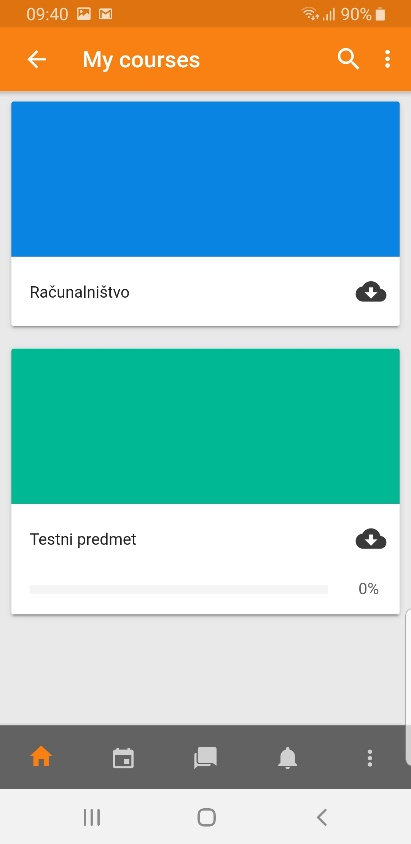 09:40
90%
My courses
Računalništvo
Testni predmet
0%